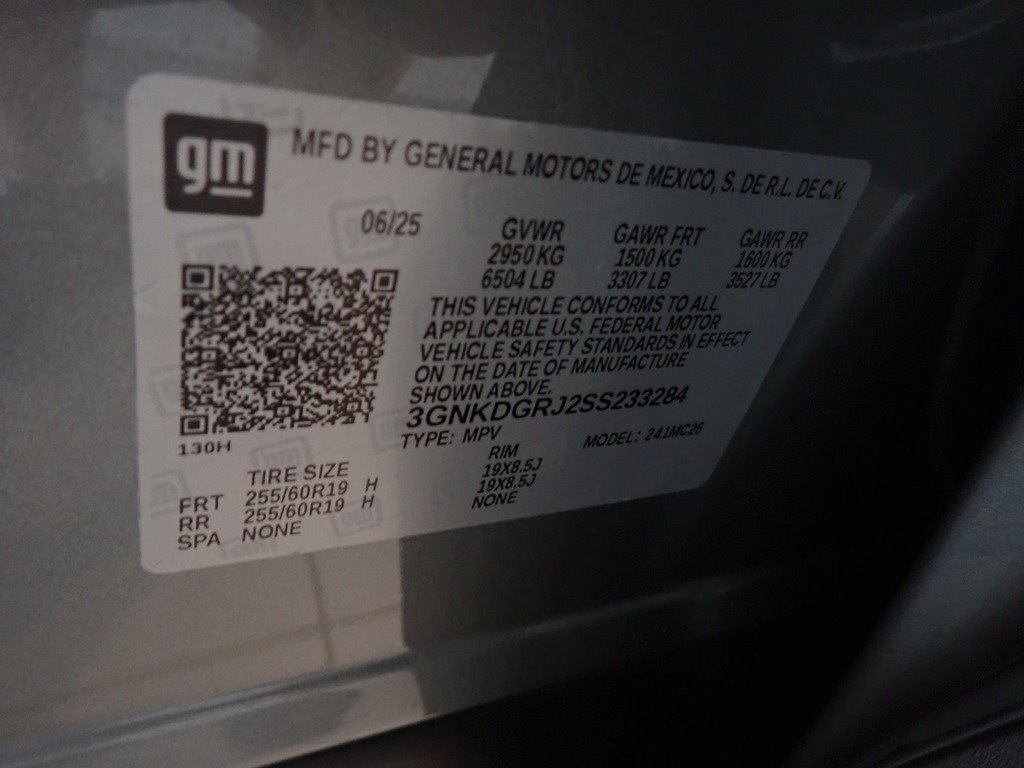 gm
MFD BY GENERAL MOTORS DE MEXICO, S. DE R.L. DE C.V.
06/25 GVWR GAWR FRT GAWR RR
2950 KG 1500 KG 1600 KG
6504 LB 3307 LB 3527 LB
THIS VEHICLE CONFORMS TO ALL
APPLICABLE U.S. FEDERAL MOTOR
VEHICLE SAFETY STANDARDS IN EFFECT
ON THE DATE OF MANUFACTURE
SHOWN ABOVE.
3GNKDGRJ2SS233284
130H
TYPE: MPV MODEL: 241MC26
TIRE SIZE RIM
FRT 255/60R19 H 19X8.5J
RR 255/60R19 H 19X8.5J
SPA NONE NONE